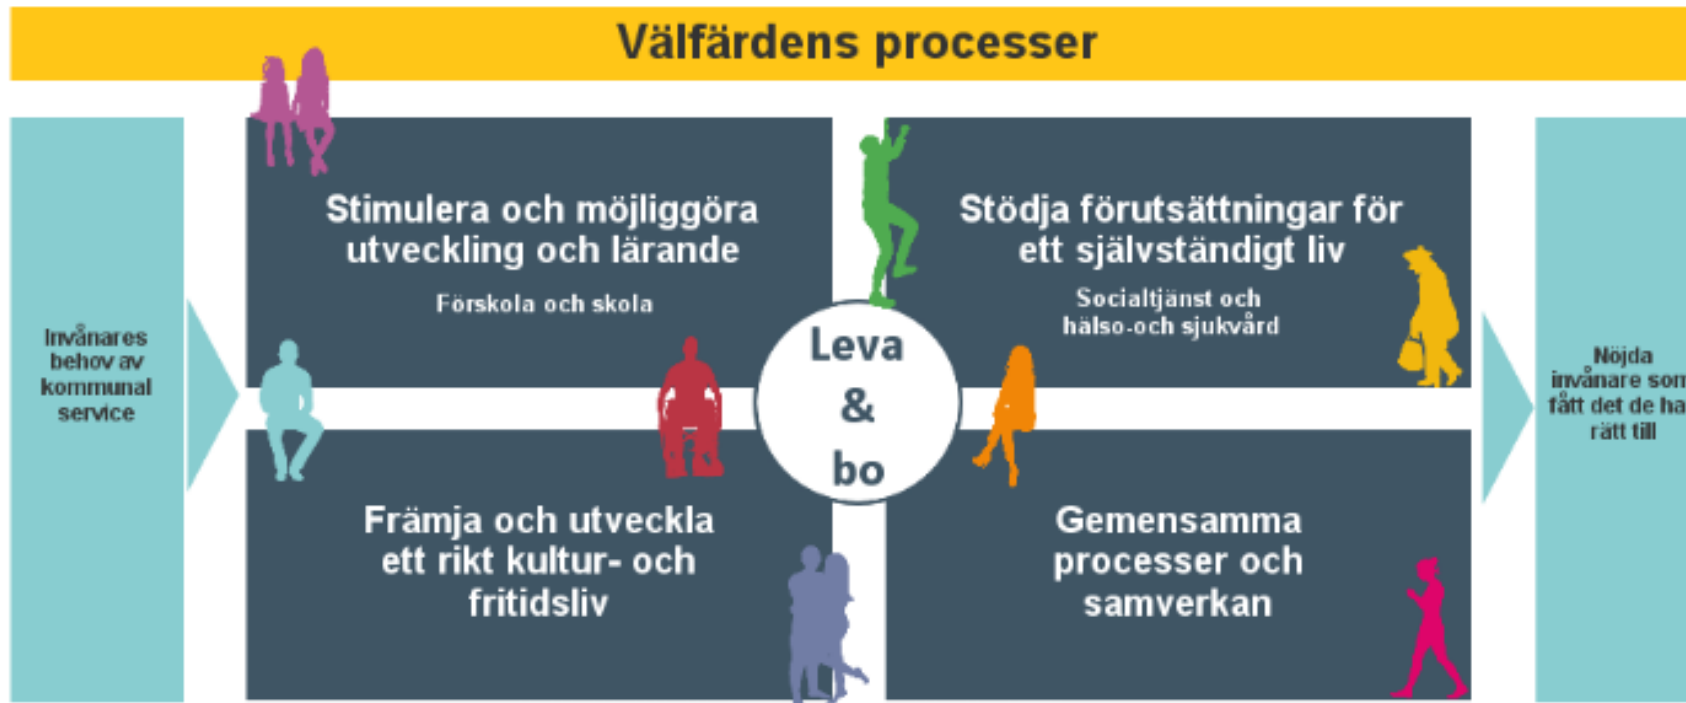 Välfärdens processer
Invånares
behov av
kommunal
service
Stimulera och möjliggöra
utveckling och lärande
Förskola och skola
Stödja förutsättningar för
ett självständigt liv
Socialtjänst och
hälso-och sjukvård
Leva
&
bo
Främja och utveckla
ett rikt kultur- och
fritidsliv
Gemensamma
processer och
samverkan
Nöjda
invånare som
fått det de ha
rätt till